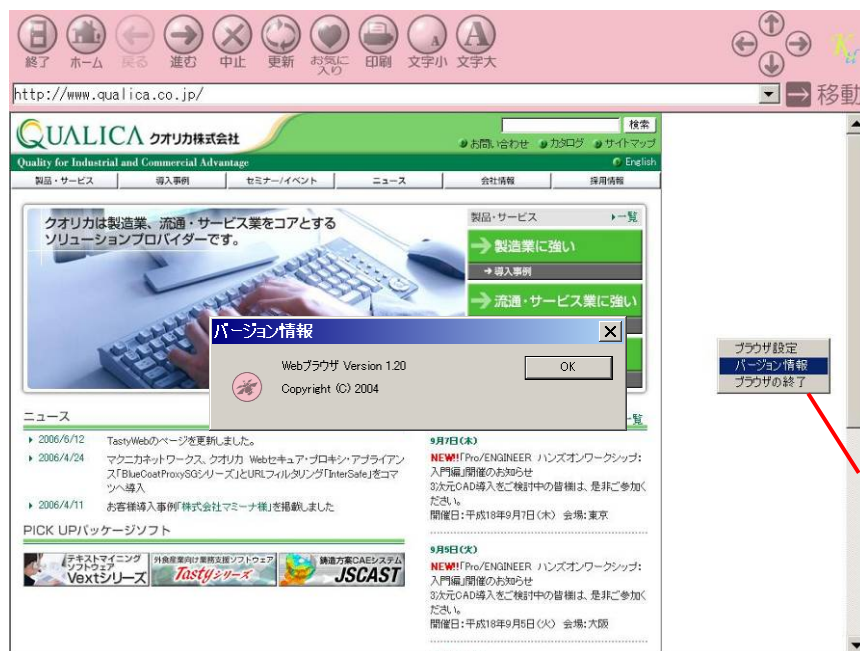 終了 ホーム 戻る 進む 中止 更新 お気に入り 印刷 文字小 文字大
http://www.qualica.co.jp/
移動
QUALICA クオリカ株式会社
検索
お問い合わせ カタログ サイトマップ
Quality for Industrial and Commercial Advantage
English
製品・サービス 導入事例 セミナー/イベント ニュース 会社情報 採用情報
クオリカは製造業、流通・サービス業をコアとする
ソリューションプロバイダーです。
製品・サービス 一覧
製造業に強い
導入事例
流通・サービス業に強い
バージョン情報
Webブラウザ Version 1.20
Copyright (C) 2004
OK
ブラウザ設定
バージョン情報
ブラウザの終了
ニュース
一覧
2006/6/12 TastyWebのページを更新しました。
2006/4/24 マクニカネットワークス、クオリカ Webセキュア・プロキシ・アプライアン
ス「BlueCoatProxySGシリーズ」とURLフィルタリング「InterSafe」をコマ
ツへ導入
2006/4/11 お客様導入事例「株式会社マミーナ様」を掲載しました
PICK UPパッケージソフト
テキストマイニング
ソフトウェア
Vextシリーズ
外食産業向け業務支援ソフトウェア
Tastyシリーズ
鋳造方案CAEシステム
JSCAST
9月7日(木)
NEW!!「Pro/ENGINEER ハンズオンワークショップ:
入門編」開催のお知らせ
3次元CAD導入をご検討中の皆様は、是非ご参加く
ださい。
開催日:平成18年9月7日(木) 会場:東京
9月5日(火)
NEW!!「Pro/ENGINEER ハンズオンワークショップ:
入門編」開催のお知らせ
3次元CAD導入をご検討中の皆様は、是非ご参加く
ださい。
開催日:平成18年9月5日(火) 会場:大阪